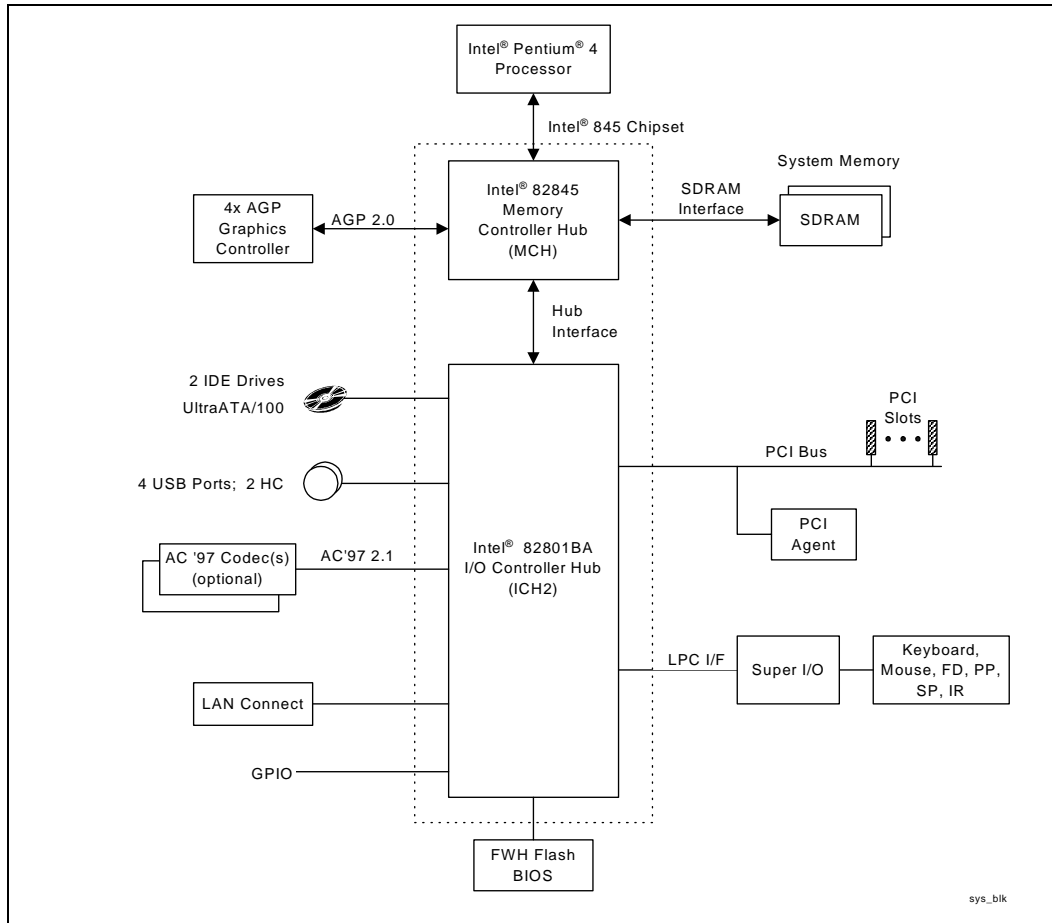 Intel® Pentium® 4
Processor
Intel® 845 Chipset
System Memory
Intel® 82845
Memory
Controller Hub
(MCH)
SDRAM
Interface
SDRAM
4x AGP
Graphics
Controller
AGP 2.0
Hub
Interface
2 IDE Drives
UltraATA/100
PCI
Slots
PCI Bus
4 USB Ports; 2 HC
PCI
Agent
AC '97 Codec(s)
(optional)
AC'97 2.1
Intel® 82801BA
I/O Controller Hub
(ICH2)
LPC I/F
Super I/O
Keyboard,
Mouse, FD, PP,
SP, IR
LAN Connect
GPIO
FWH Flash
BIOS
sys_blk